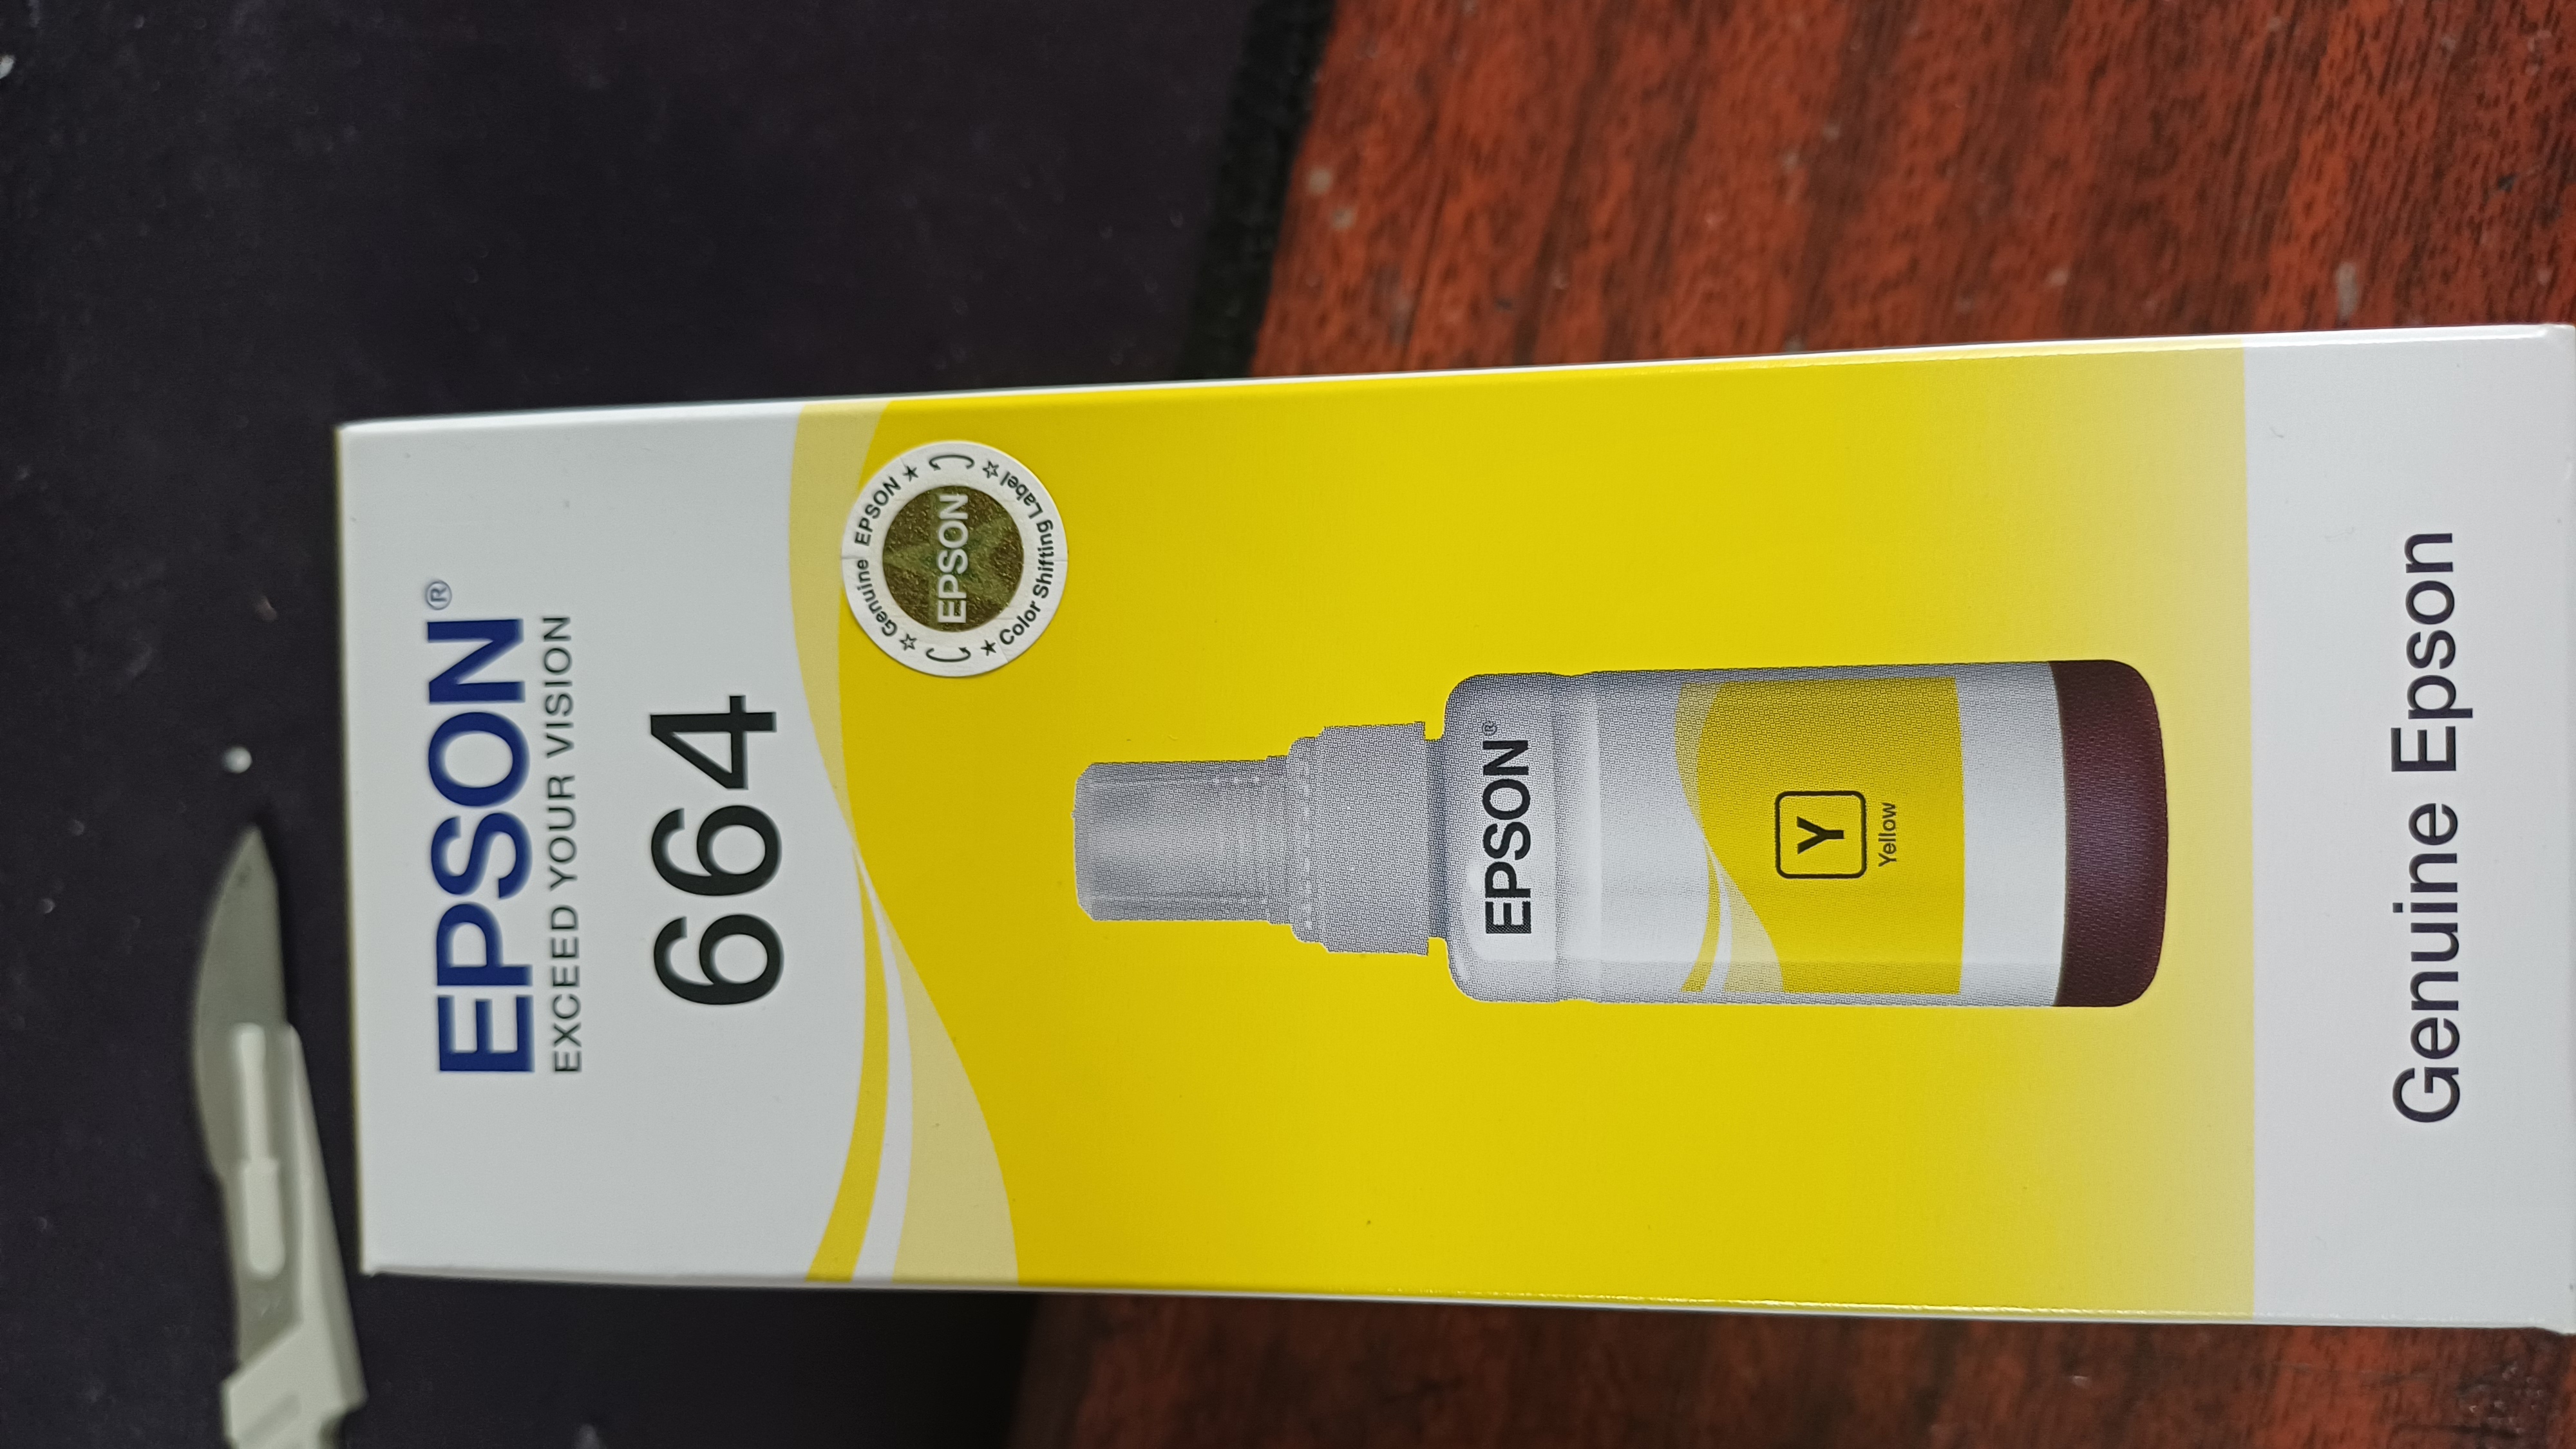 EPSON®
EXCEED YOUR VISION
664
☆ Genuine EPSON ★
EPSON
★ Color Shifting Label ☆
EPSON®
Y
Yellow
Genuine Epson